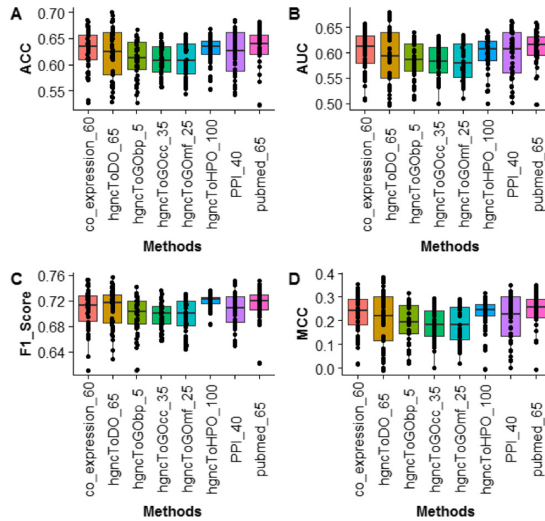 A
ACC
0.70
0.65
0.60
0.55
co_expression_60
hgncToDO_65
hgncToGObp_5
hgncToGOcc_35
hgncToGOmf_25
hgncToHPO_100
PPI_40
pubmed_65
Methods
B
AUC
0.65
0.60
0.55
0.50
co_expression_60
hgncToDO_65
hgncToGObp_5
hgncToGOcc_35
hgncToGOmf_25
hgncToHPO_100
PPI_40
pubmed_65
Methods
C
F1_Score
0.76
0.72
0.68
0.64
co_expression_60
hgncToDO_65
hgncToGObp_5
hgncToGOcc_35
hgncToGOmf_25
hgncToHPO_100
PPI_40
pubmed_65
Methods
D
MCC
0.4
0.3
0.2
0.1
0.0
co_expression_60
hgncToDO_65
hgncToGObp_5
hgncToGOcc_35
hgncToGOmf_25
hgncToHPO_100
PPI_40
pubmed_65
Methods